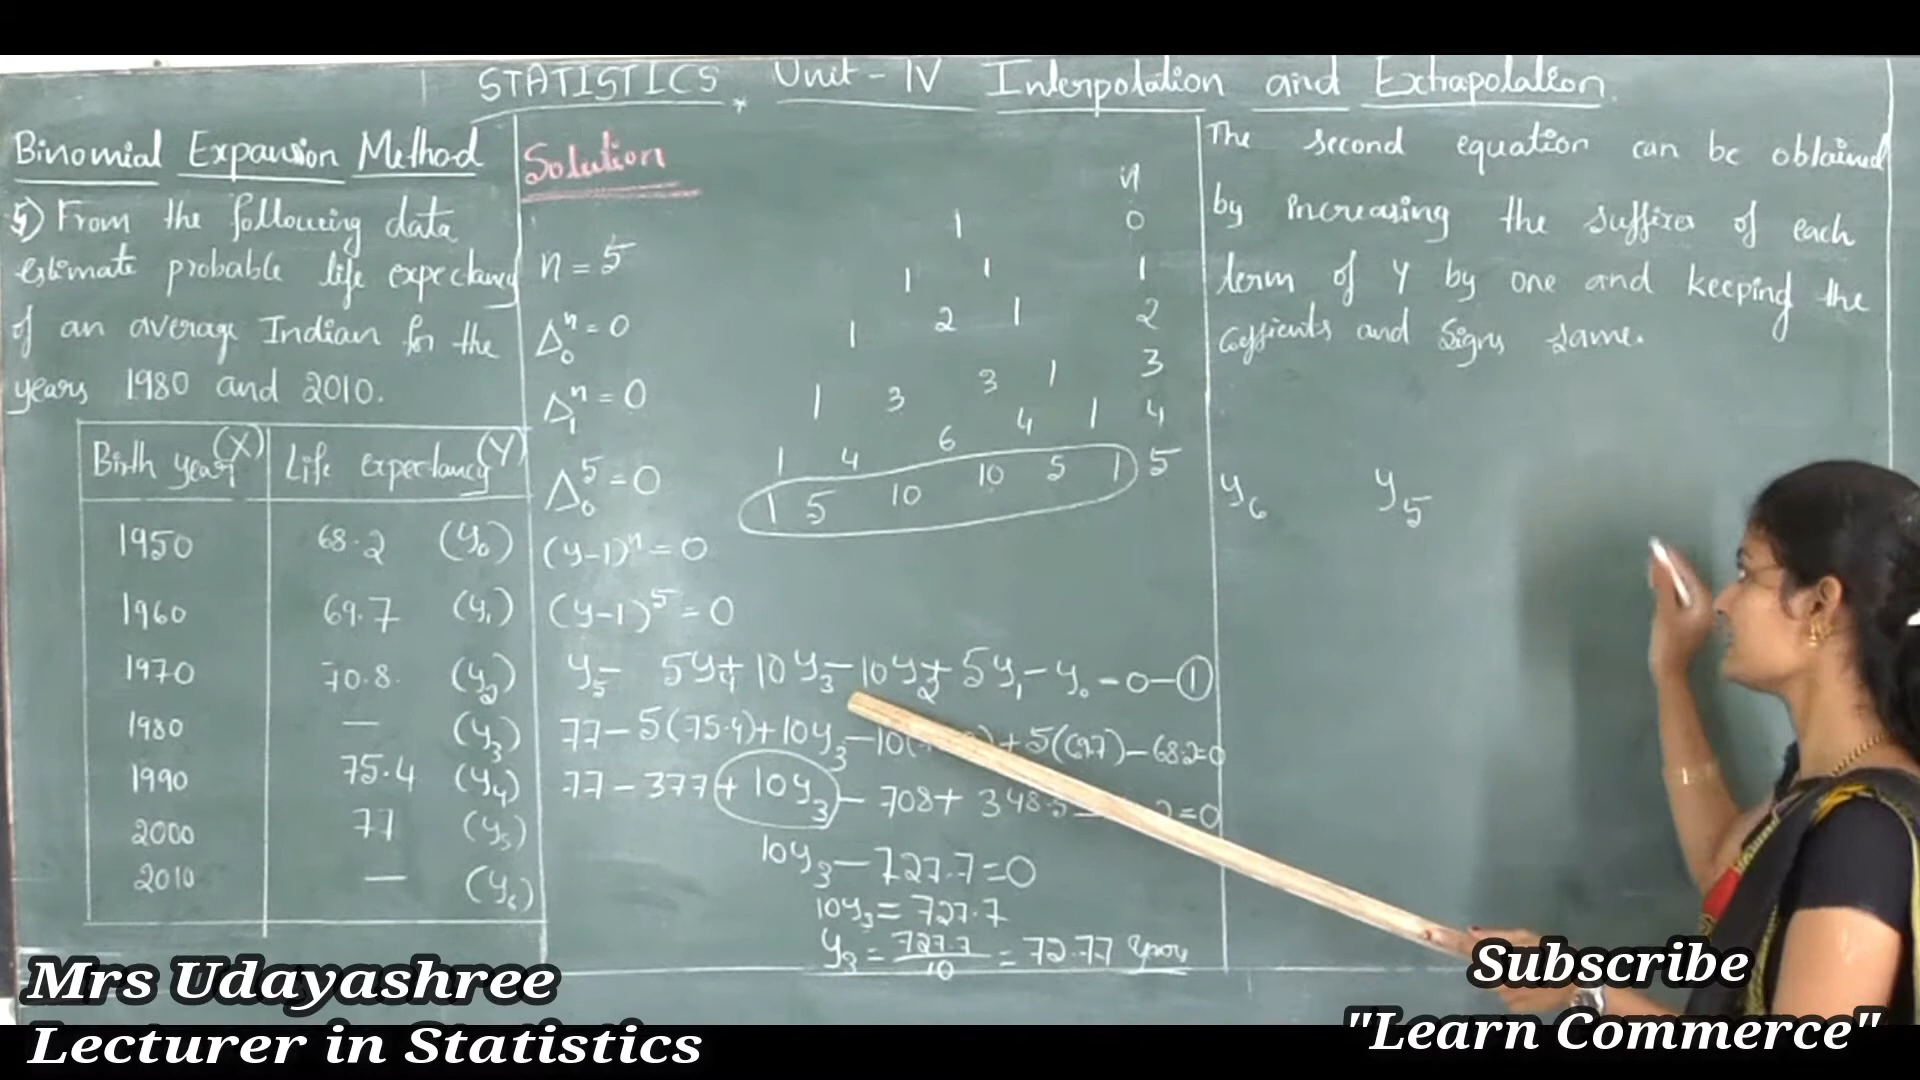 STATISTICS Unit - IV Interpolation and Extrapolation.
Binomial Expansion Method
5) From the following data
estimate probable life expectancy
of an average Indian for the
years 1980 and 2010.
Birth year (X) Life expectancy (Y)
1950 68.2 (y₀)
1960 69.7 (y₁)
1970 70.8. (y₂)
1980 — (y₃)
1990 75.4 (y₄)
2000 77 (y₅)
2010 — (y₆)
Solution
n = 5
Δ₀ⁿ = 0
Δ₁ⁿ = 0
Δ₀⁵ = 0
(y-1)ⁿ = 0
(y-1)⁵ = 0
n
1 0
1 1 1
1 2 1 2
1 3 3 1 3
1 4 6 4 1 4
1 5 10 10 5 1 5
y₅ - 5y₄ + 10y₃ - 10y₂ + 5y₁ - y₀ = 0 - ①
77 - 5(75.4) + 10y₃ - 10( ) + 5(69.7) - 68.2 = 0
77 - 377 + 10y₃ - 708 + 348.5 = 0
10y₃ - 727.7 = 0
10y₃ = 727.7
y₃ = 727.7 / 10 = 72.77 years
The second equation can be obtained
by increasing the suffixes of each
term of Y by one and keeping the
Coffients and Signs same.
y₆ y₅
Mrs Udayashree
Lecturer in Statistics
Subscribe
"Learn Commerce"